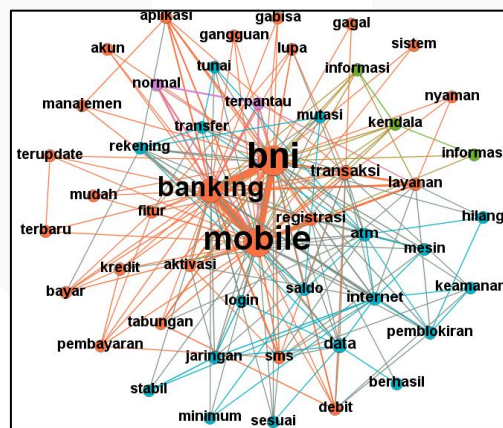 aplikasi
gabisa
gagal
akun
gangguan
lupa
sistem
tunai
informasi
normal
terpantau
nyaman
manajemen
transfer
mutasi
kendala
rekening
terupdate
bni
transaksi
informas
banking
layanan
mudah
fitur
registrasi
hilang
terbaru
mobile
atm
mesin
kredit
aktivasi
saldo
keamanan
bayar
login
internet
tabungan
pemblokiran
pembayaran
jaringan
sms
data
stabil
berhasil
minimum
sesuai
debit